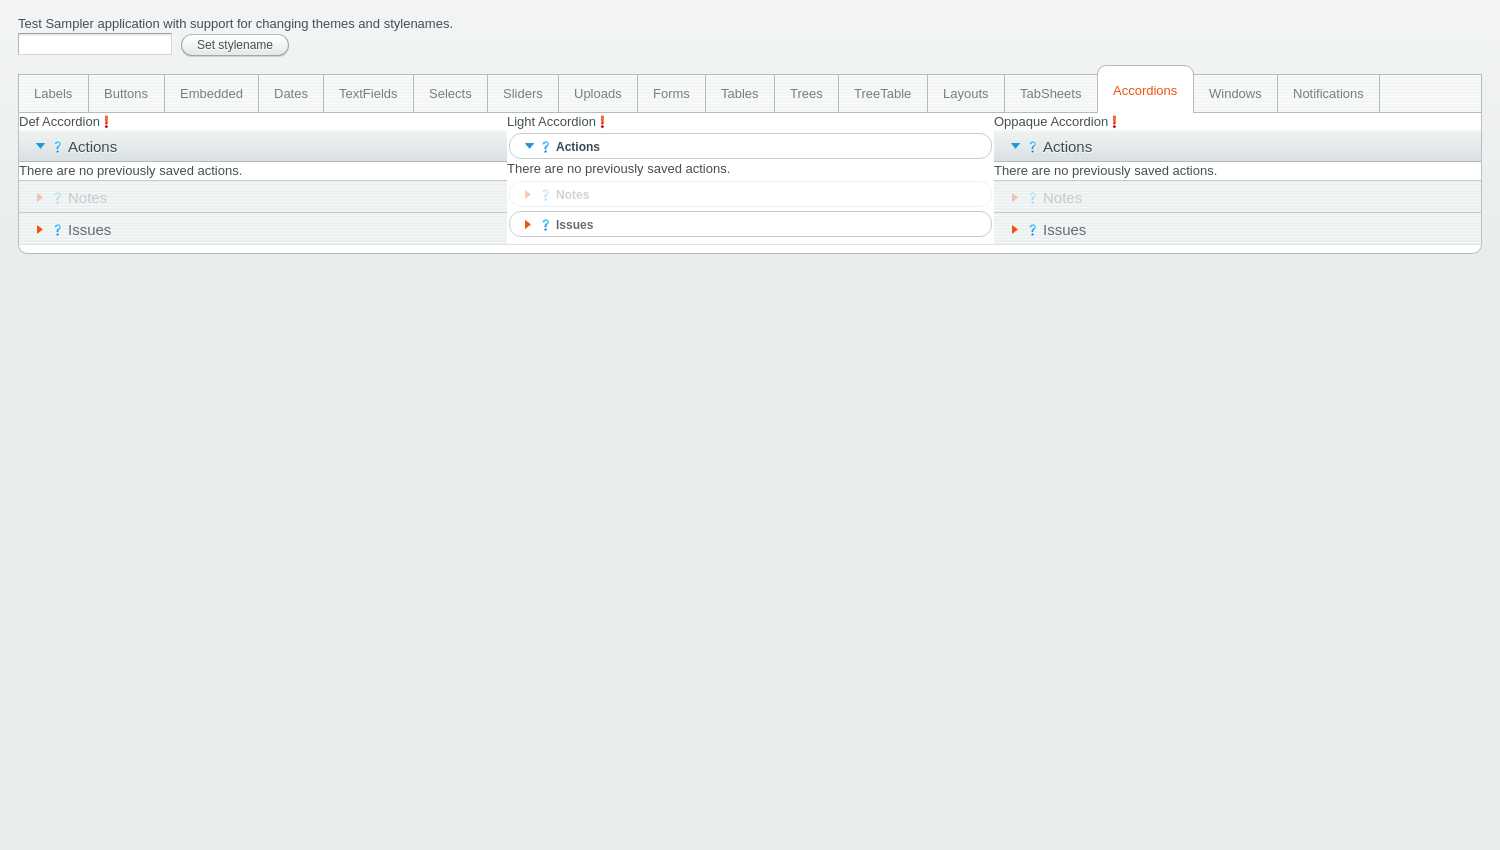 Test Sampler application with support for changing themes and stylenames.
Set stylename
Labels Buttons Embedded Dates TextFields Selects Sliders Uploads Forms Tables Trees TreeTable Layouts TabSheets Accordions Windows Notifications
Def Accordion
Actions
There are no previously saved actions.
Notes
Issues
Light Accordion
Actions
There are no previously saved actions.
Notes
Issues
Oppaque Accordion
Actions
There are no previously saved actions.
Notes
Issues